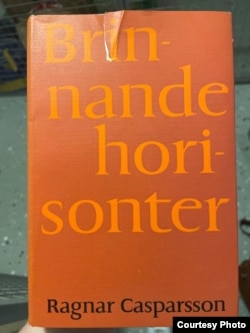 Brin-
nande
hori-
sonter
Ragnar Casparsson
Courtesy Photo